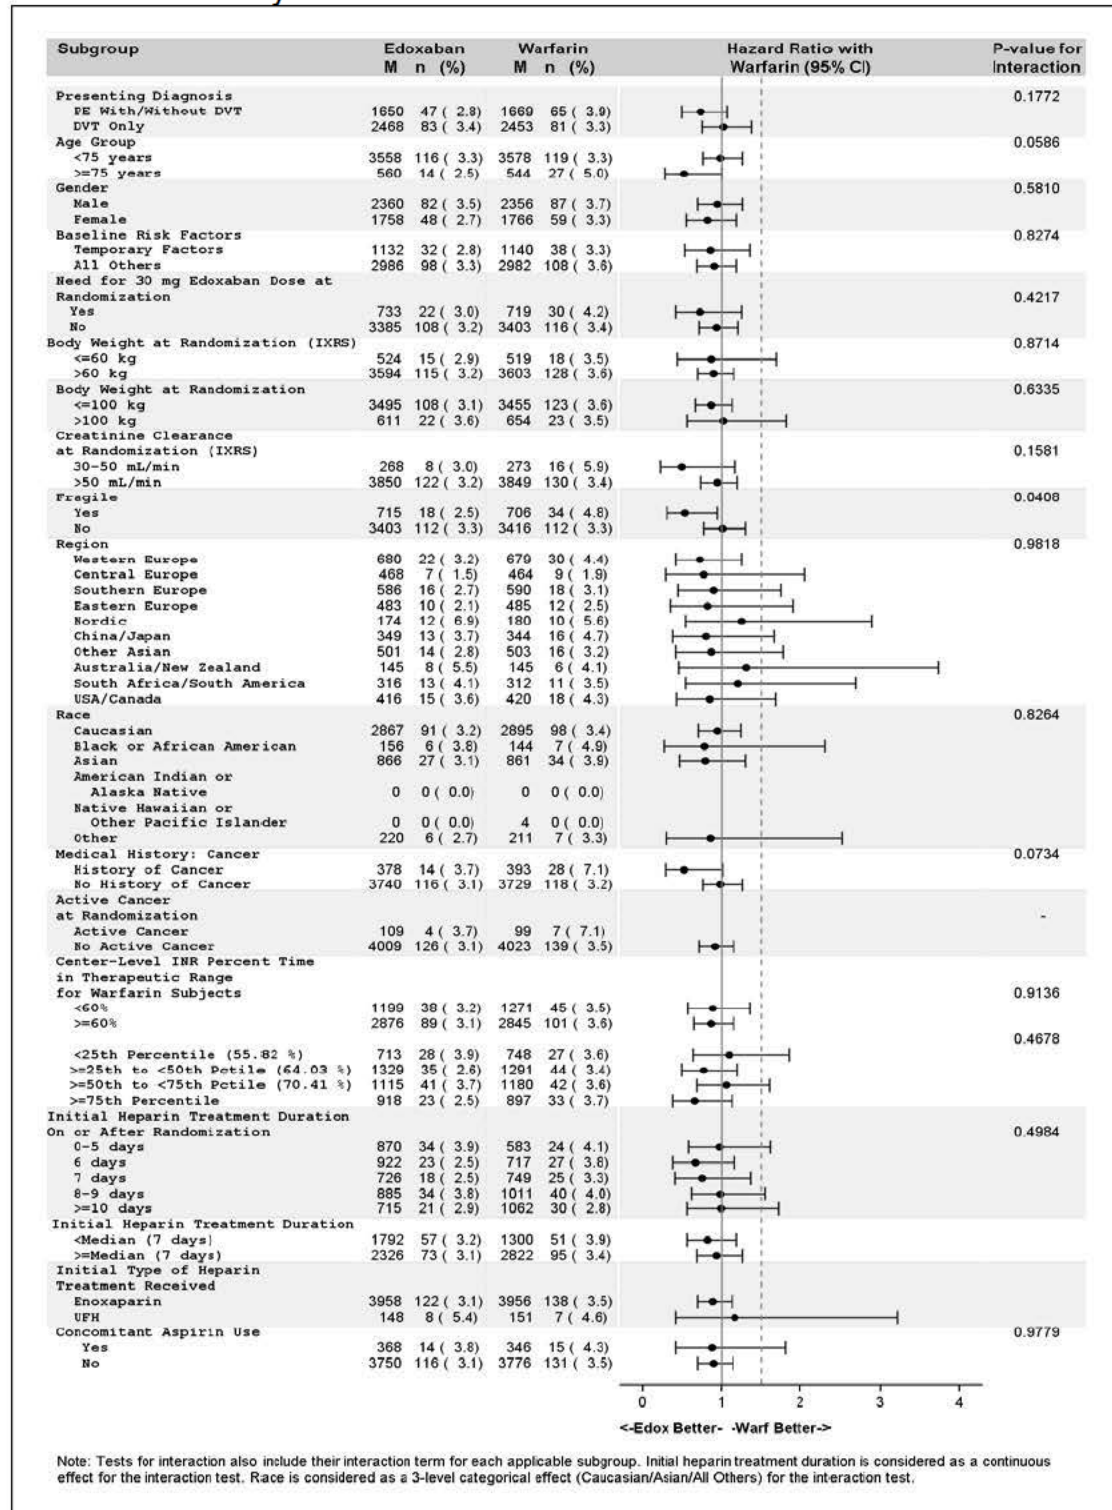 Subgroup Edoxaban Warfarin Hazard Ratio with P-value for
M n (%) M n (%) Warfarin (95% CI) Interaction
Presenting Diagnosis 0.1772
PE With/Without DVT 1650 47 ( 2.8) 1669 65 ( 3.9)
DVT Only 2468 83 ( 3.4) 2453 81 ( 3.3)
Age Group 0.0586
<75 years 3558 116 ( 3.3) 3578 119 ( 3.3)
>=75 years 560 14 ( 2.5) 544 27 ( 5.0)
Gender 0.5810
Male 2360 82 ( 3.5) 2356 87 ( 3.7)
Female 1758 48 ( 2.7) 1766 59 ( 3.3)
Baseline Risk Factors 0.8274
Temporary Factors 1132 32 ( 2.8) 1140 38 ( 3.3)
All Others 2986 98 ( 3.3) 2982 108 ( 3.6)
Need for 30 mg Edoxaban Dose at
Randomization 0.4217
Yes 733 22 ( 3.0) 719 30 ( 4.2)
No 3385 108 ( 3.2) 3403 116 ( 3.4)
Body Weight at Randomization (IXRS) 0.8714
<=60 kg 524 15 ( 2.9) 519 18 ( 3.5)
>60 kg 3594 115 ( 3.2) 3603 128 ( 3.6)
Body Weight at Randomization 0.6335
<=100 kg 3495 108 ( 3.1) 3455 123 ( 3.6)
>100 kg 611 22 ( 3.6) 654 23 ( 3.5)
Creatinine Clearance
at Randomization (IXRS) 0.1581
30-50 mL/min 268 8 ( 3.0) 273 16 ( 5.9)
>50 mL/min 3850 122 ( 3.2) 3849 130 ( 3.4)
Fragile 0.0408
Yes 715 18 ( 2.5) 706 34 ( 4.8)
No 3403 112 ( 3.3) 3416 112 ( 3.3)
Region 0.9818
Western Europe 680 22 ( 3.2) 679 30 ( 4.4)
Central Europe 468 7 ( 1.5) 464 9 ( 1.9)
Southern Europe 586 16 ( 2.7) 590 18 ( 3.1)
Eastern Europe 483 10 ( 2.1) 485 12 ( 2.5)
Nordic 174 12 ( 6.9) 180 10 ( 5.6)
China/Japan 349 13 ( 3.7) 344 16 ( 4.7)
Other Asian 501 14 ( 2.8) 503 16 ( 3.2)
Australia/New Zealand 145 8 ( 5.5) 145 6 ( 4.1)
South Africa/South America 316 13 ( 4.1) 312 11 ( 3.5)
USA/Canada 416 15 ( 3.6) 420 18 ( 4.3)
Race 0.8264
Caucasian 2867 91 ( 3.2) 2895 98 ( 3.4)
Black or African American 156 6 ( 3.8) 144 7 ( 4.9)
Asian 866 27 ( 3.1) 861 34 ( 3.9)
American Indian or
Alaska Native 0 0 ( 0.0) 0 0 ( 0.0)
Native Hawaiian or
Other Pacific Islander 0 0 ( 0.0) 4 0 ( 0.0)
Other 220 6 ( 2.7) 211 7 ( 3.3)
Medical History: Cancer 0.0734
History of Cancer 378 14 ( 3.7) 393 28 ( 7.1)
No History of Cancer 3740 116 ( 3.1) 3729 118 ( 3.2)
Active Cancer
at Randomization -
Active Cancer 109 4 ( 3.7) 99 7 ( 7.1)
No Active Cancer 4009 126 ( 3.1) 4023 139 ( 3.5)
Center-Level INR Percent Time
in Therapeutic Range
for Warfarin Subjects 0.9136
<60% 1199 38 ( 3.2) 1271 45 ( 3.5)
>=60% 2876 89 ( 3.1) 2845 101 ( 3.6)
0.4678
<25th Percentile (55.82 %) 713 28 ( 3.9) 748 27 ( 3.6)
>=25th to <50th Pctile (64.03 %) 1329 35 ( 2.6) 1291 44 ( 3.4)
>=50th to <75th Pctile (70.41 %) 1115 41 ( 3.7) 1180 42 ( 3.6)
>=75th Percentile 918 23 ( 2.5) 897 33 ( 3.7)
Initial Heparin Treatment Duration
On or After Randomization 0.4984
0-5 days 870 34 ( 3.9) 583 24 ( 4.1)
6 days 922 23 ( 2.5) 717 27 ( 3.8)
7 days 726 18 ( 2.5) 749 25 ( 3.3)
8-9 days 885 34 ( 3.8) 1011 40 ( 4.0)
>=10 days 715 21 ( 2.9) 1062 30 ( 2.8)
Initial Heparin Treatment Duration
<Median (7 days) 1792 57 ( 3.2) 1300 51 ( 3.9)
>=Median (7 days) 2326 73 ( 3.1) 2822 95 ( 3.4)
Initial Type of Heparin
Treatment Received
Enoxaparin 3958 122 ( 3.1) 3956 138 ( 3.5)
UFH 148 8 ( 5.4) 151 7 ( 4.6)
Concomitant Aspirin Use 0.9779
Yes 368 14 ( 3.8) 346 15 ( 4.3)
No 3750 116 ( 3.1) 3776 131 ( 3.5)
0 1 2 3 4
<-Edox Better- -Warf Better->
Note: Tests for interaction also include their interaction term for each applicable subgroup. Initial heparin treatment duration is considered as a continuous
effect for the interaction test. Race is considered as a 3-level categorical effect (Caucasian/Asian/All Others) for the interaction test.